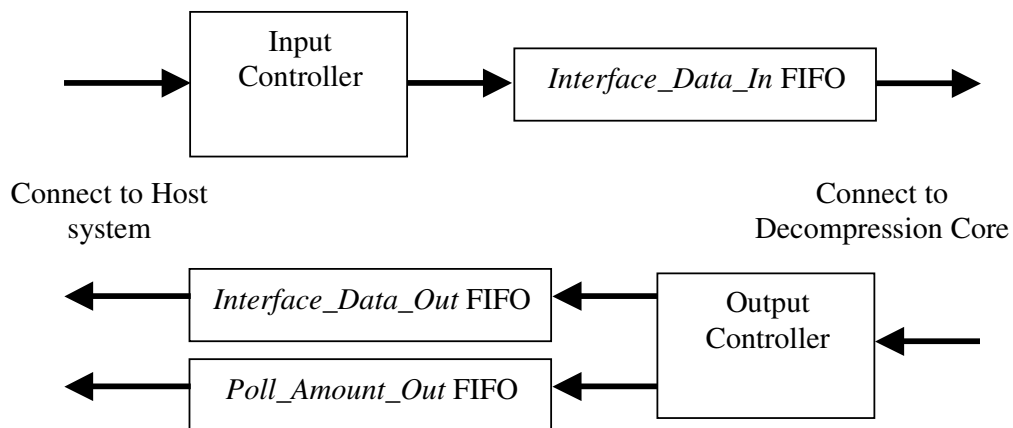 Input
Controller
Interface_Data_In FIFO
Connect to Host
system
Connect to
Decompression Core
Interface_Data_Out FIFO
Output
Controller
Poll_Amount_Out FIFO